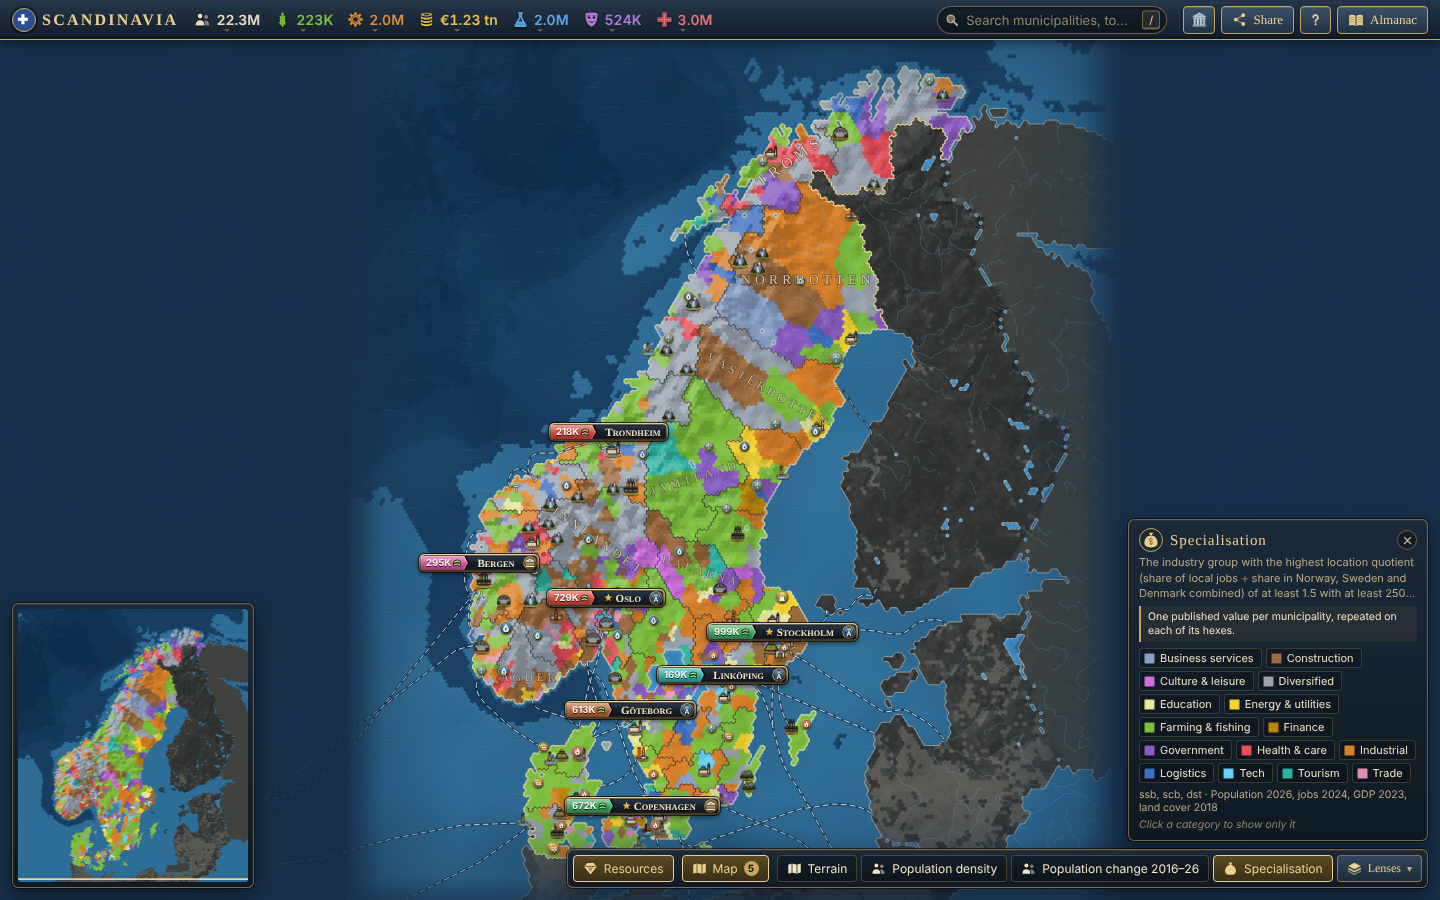 SCANDINAVIA 22.3M 223K 2.0M €1.23 tn 2.0M 524K 3.0M Search municipalities, to... / Share ? Almanac
TROMS
NORRBOTTEN
VÄSTERBOTTEN
218K TRONDHEIM
JÄMTLAND
INNLANDET
295K BERGEN
DALARNA
729K OSLO
999K STOCKHOLM
169K LINKÖPING
AGDER
613K GÖTEBORG
672K COPENHAGEN
Specialisation
The industry group with the highest location quotient
(share of local jobs ÷ share in Norway, Sweden and
Denmark combined) of at least 1.5 with at least 250...
One published value per municipality, repeated on
each of its hexes.
Business services Construction
Culture & leisure Diversified
Education Energy & utilities
Farming & fishing Finance
Government Health & care Industrial
Logistics Tech Tourism Trade
ssb, scb, dst · Population 2026, jobs 2024, GDP 2023,
land cover 2018
Click a category to show only it
Resources Map 5 Terrain Population density Population change 2016–26 Specialisation Lenses